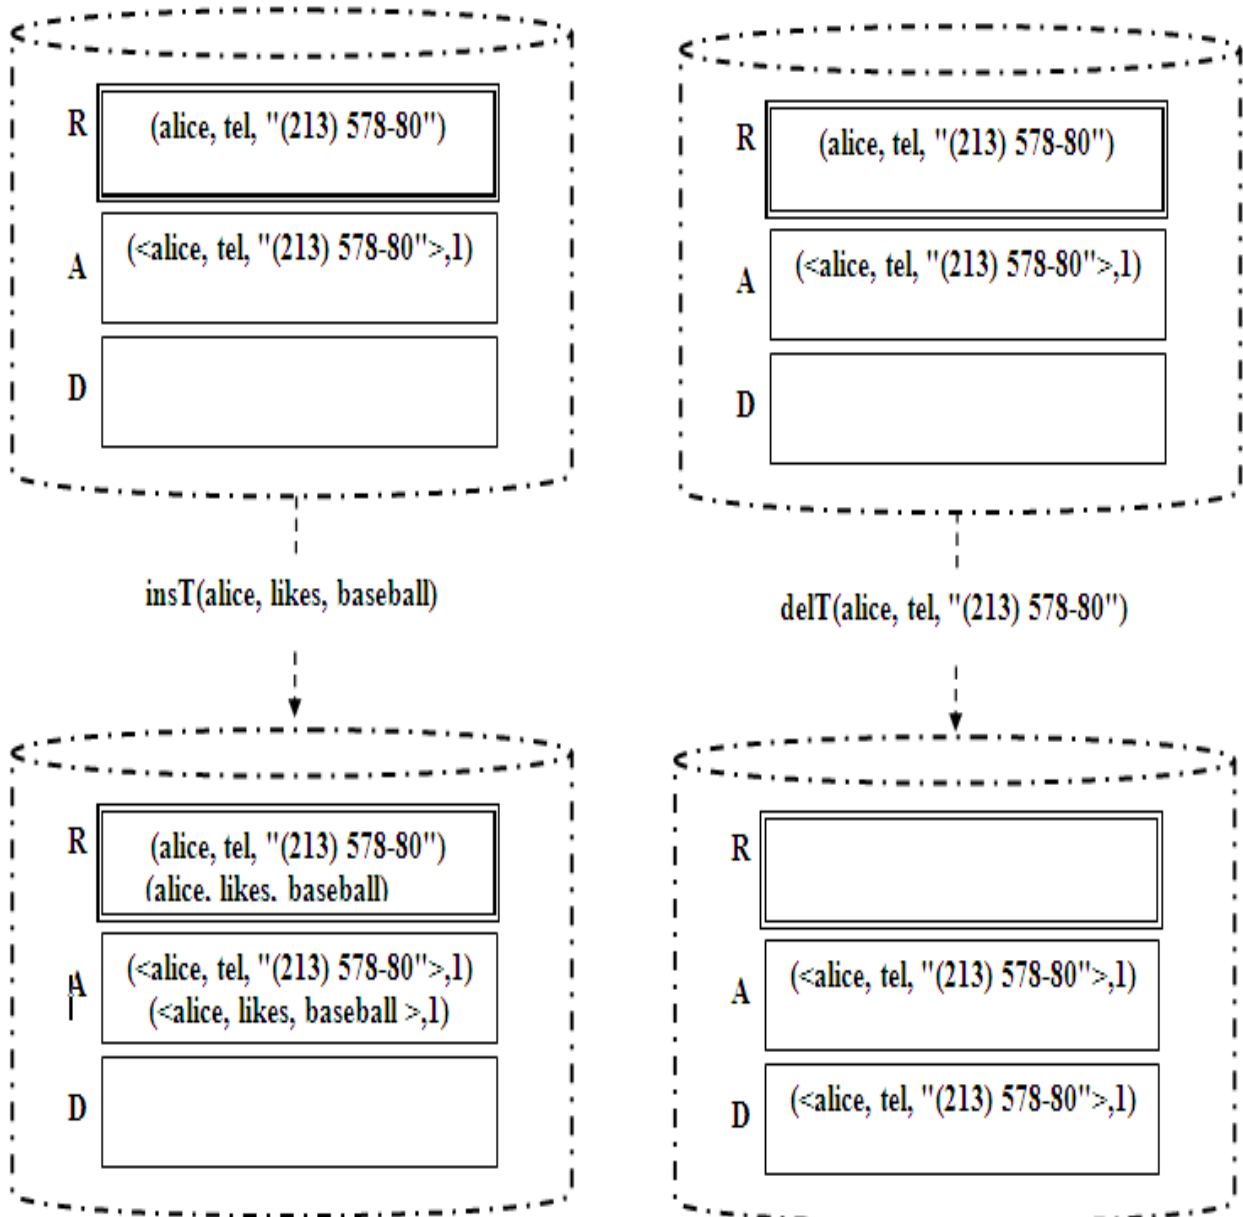 R
(alice, tel, "(213) 578-80")
A
(<alice, tel, "(213) 578-80">,1)
D
insT(alice, likes, baseball)
R
(alice, tel, "(213) 578-80")
(alice, likes, baseball)
A
(<alice, tel, "(213) 578-80">,1)
(<alice, likes, baseball >,1)
D
R
(alice, tel, "(213) 578-80")
A
(<alice, tel, "(213) 578-80">,1)
D
delT(alice, tel, "(213) 578-80")
R
A
(<alice, tel, "(213) 578-80">,1)
D
(<alice, tel, "(213) 578-80">,1)